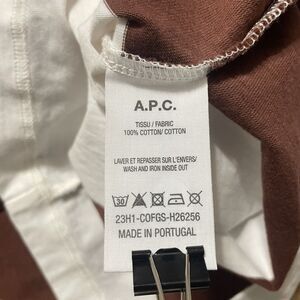 A.P.C.
TISSU / FABRIC
100% COTTON/ COTTON
LAVER ET REPASSER SUR L'ENVERS/
WASH AND IRON INSIDE OUT
30
23H1-COFGS-H26256
MADE IN PORTUGAL